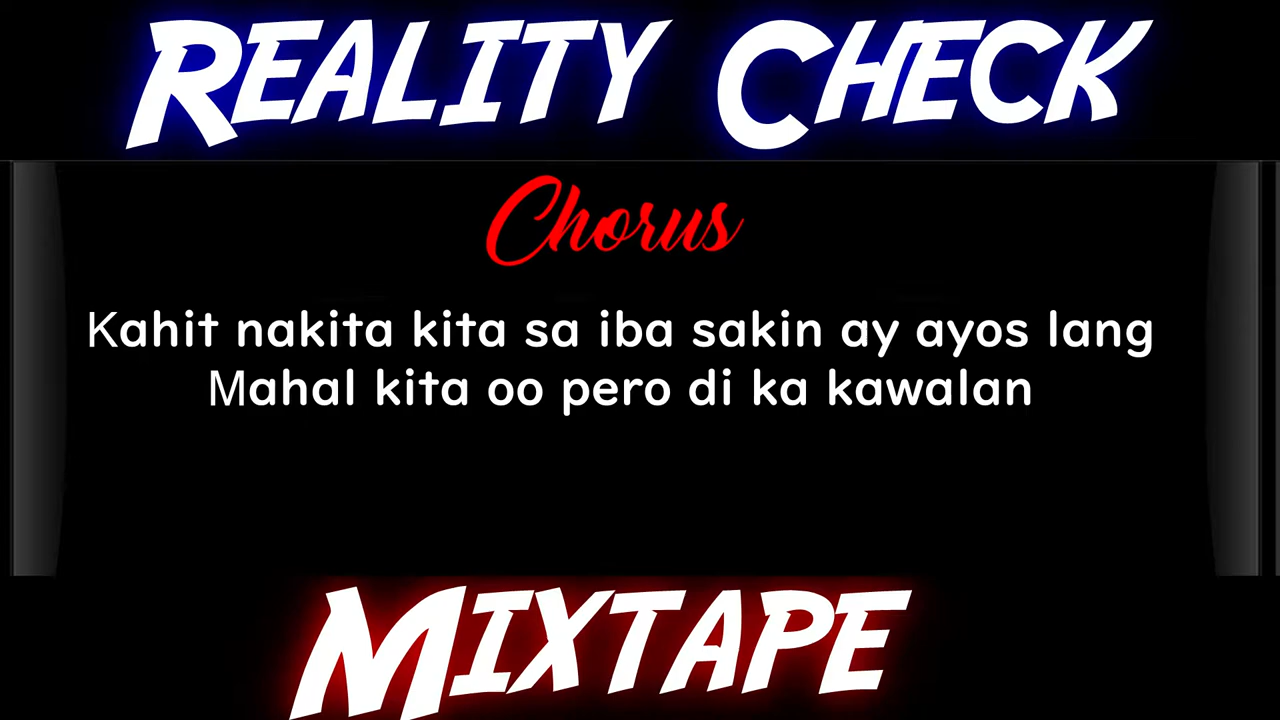 REALITY CHECK
Chorus
Kahit nakita kita sa iba sakin ay ayos lang
Mahal kita oo pero di ka kawalan
MIXTAPE